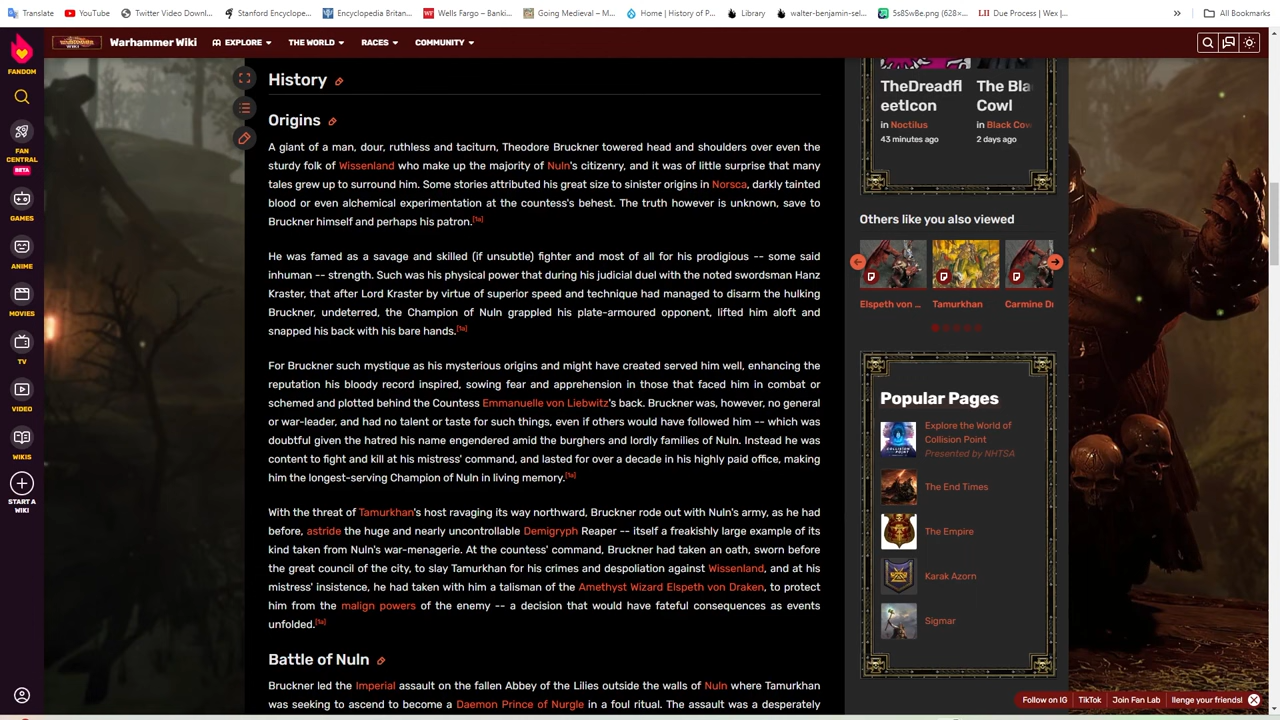 Translate
YouTube
Twitter Video Downl...
Stanford Encyclope...
Encyclopedia Britan...
Wells Fargo – Banki...
Going Medieval – M...
Home | History of P...
Library
walter-benjamin-sel...
5s8SwBe.png (628×...
LII Due Process | Wex |...
»
All Bookmarks
FANDOM
FAN CENTRAL
BETA
GAMES
ANIME
MOVIES
TV
VIDEO
WIKIS
START A WIKI
Warhammer Wiki
EXPLORE
THE WORLD
RACES
COMMUNITY
History
Origins
A giant of a man, dour, ruthless and taciturn, Theodore Bruckner towered head and shoulders over even the
sturdy folk of Wissenland who make up the majority of Nuln's citizenry, and it was of little surprise that many
tales grew up to surround him. Some stories attributed his great size to sinister origins in Norsca, darkly tainted
blood or even alchemical experimentation at the countess's behest. The truth however is unknown, save to
Bruckner himself and perhaps his patron.[1a]
He was famed as a savage and skilled (if unsubtle) fighter and most of all for his prodigious -- some said
inhuman -- strength. Such was his physical power that during his judicial duel with the noted swordsman Hanz
Kraster, that after Lord Kraster by virtue of superior speed and technique had managed to disarm the hulking
Bruckner, undeterred, the Champion of Nuln grappled his plate-armoured opponent, lifted him aloft and
snapped his back with his bare hands.[1a]
For Bruckner such mystique as his mysterious origins and might have created served him well, enhancing the
reputation his bloody record inspired, sowing fear and apprehension in those that faced him in combat or
schemed and plotted behind the Countess Emmanuelle von Liebwitz's back. Bruckner was, however, no general
or war-leader, and had no talent or taste for such things, even if others would have followed him -- which was
doubtful given the hatred his name engendered amid the burghers and lordly families of Nuln. Instead he was
content to fight and kill at his mistress' command, and lasted for over a decade in his highly paid office, making
him the longest-serving Champion of Nuln in living memory.[1a]
With the threat of Tamurkhan's host ravaging its way northward, Bruckner rode out with Nuln's army, as he had
before, astride the huge and nearly uncontrollable Demigryph Reaper -- itself a freakishly large example of its
kind taken from Nuln's war-menagerie. At the countess' command, Bruckner had taken an oath, sworn before
the great council of the city, to slay Tamurkhan for his crimes and despoliation against Wissenland, and at his
mistress' insistence, he had taken with him a talisman of the Amethyst Wizard Elspeth von Draken, to protect
him from the malign powers of the enemy -- a decision that would have fateful consequences as events
unfolded.[1a]
Battle of Nuln
Bruckner led the Imperial assault on the fallen Abbey of the Lilies outside the walls of Nuln where Tamurkhan
was seeking to ascend to become a Daemon Prince of Nurgle in a foul ritual. The assault was a desperately
TheDreadfl
eetIcon
in Noctilus
43 minutes ago
The Bla
Cowl
in Black Cow
2 days ago
Others like you also viewed
Elspeth von ...
Tamurkhan
Carmine Dr
Popular Pages
Explore the World of
Collision Point
Presented by NHTSA
The End Times
The Empire
Karak Azorn
Sigmar
Follow on IG
TikTok
Join Fan Lab
llenge your friends!